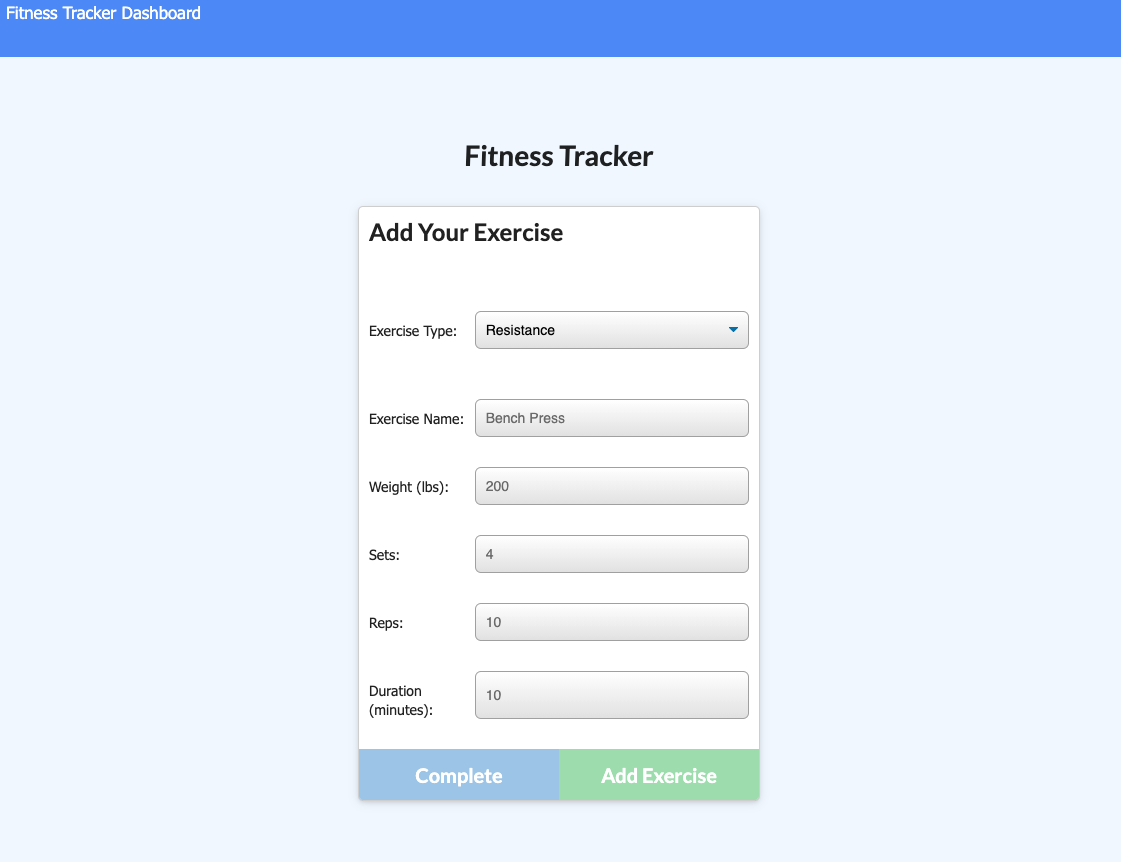 Fitness Tracker Dashboard
Fitness Tracker
Add Your Exercise
Exercise Type: Resistance
Exercise Name: Bench Press
Weight (lbs): 200
Sets: 4
Reps: 10
Duration
(minutes): 10
Complete Add Exercise